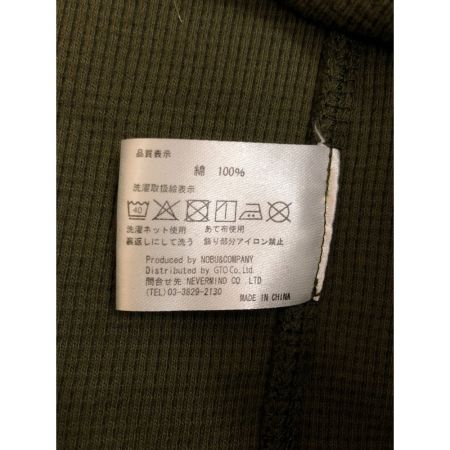 品質表示
綿 100%
洗濯取扱絵表示
40
洗濯ネット使用 あて布使用
裏返しにして洗う 飾り部分アイロン禁止
Produced by NOBU&COMPANY
Distributed by GTO Co.Ltd.
問合せ先 NEVERMIND CO. LTD
(TEL)03-3829-2130
MADE IN CHINA